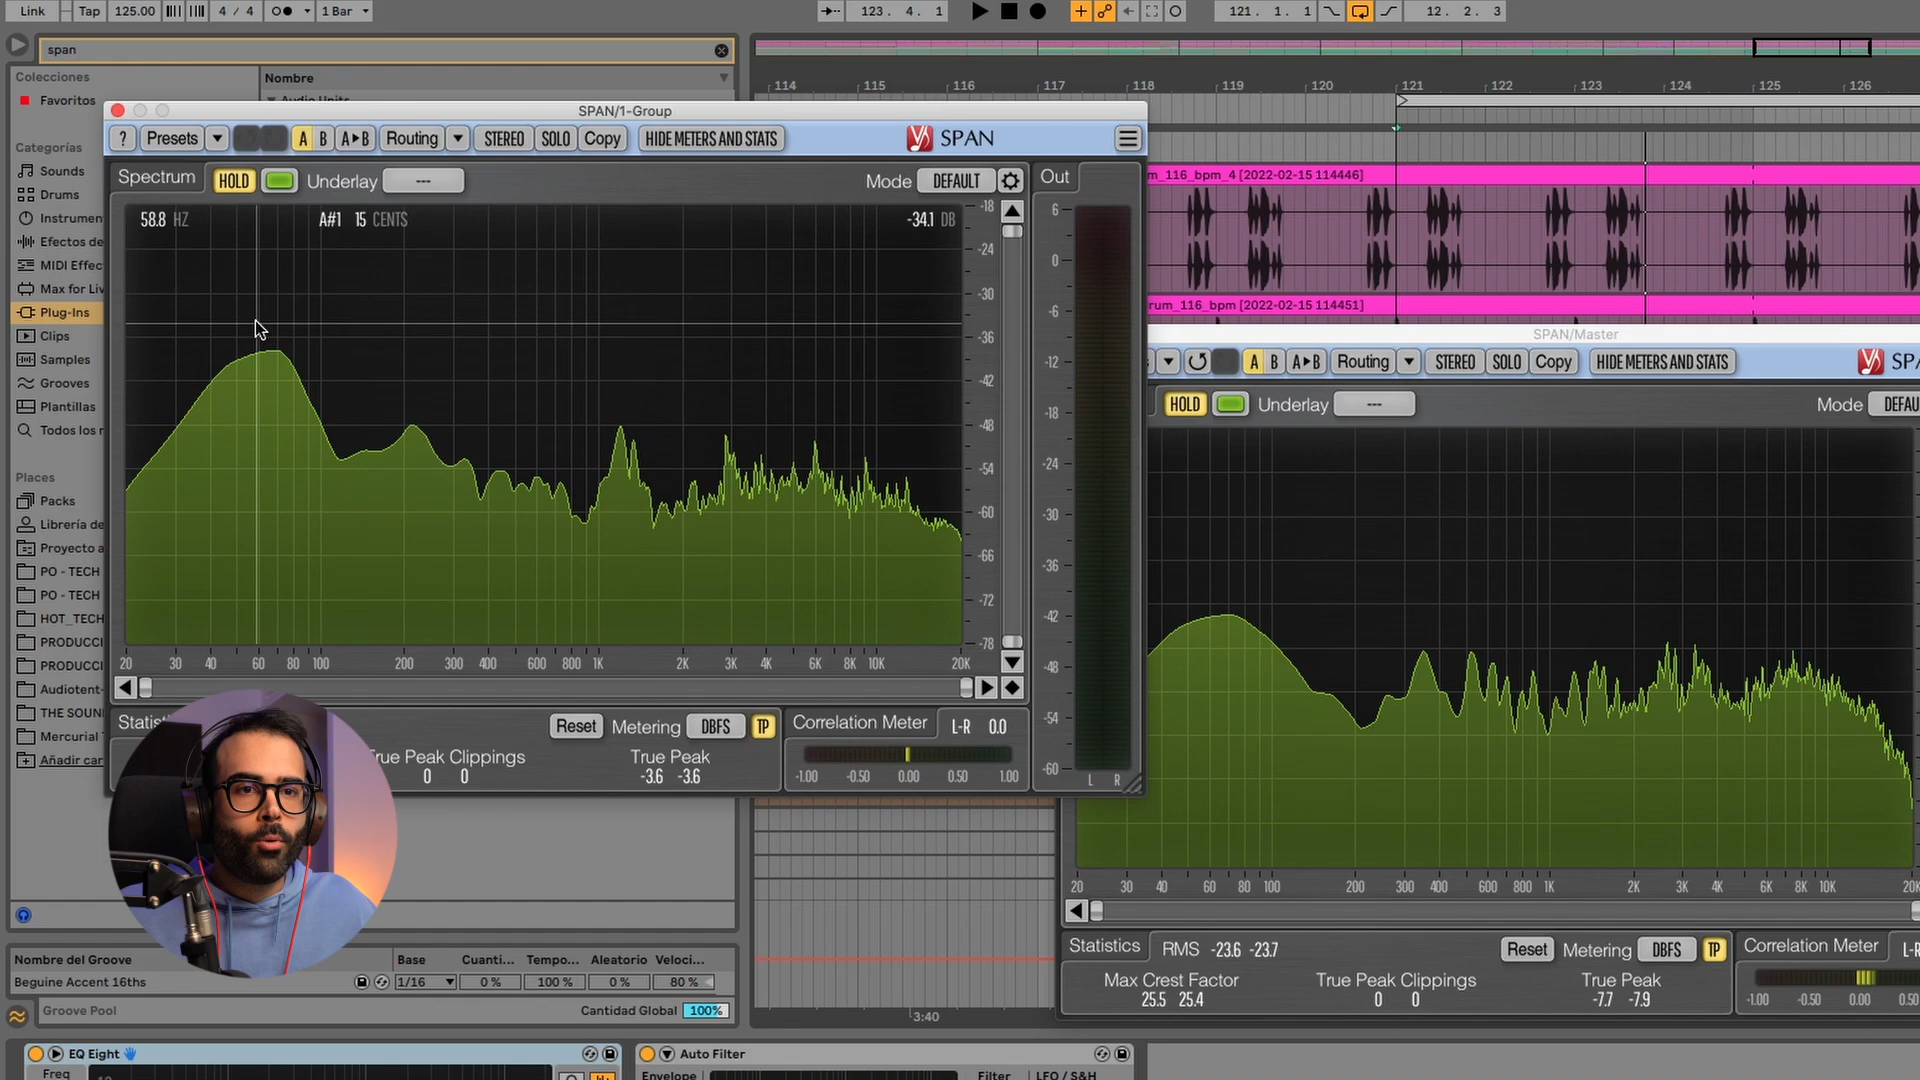 Link Tap 125.00 4 / 4 1 Bar 123. 4. 1 121. 1. 1 12. 2. 3
span
Colecciones
Favoritos
Nombre
Audio Units
Categorías
Sounds
Drums
Instrumen
Efectos de
MIDI Effec
Max for Liv
Plug-Ins
Clips
Samples
Grooves
Plantillas
Todos los r
Places
Packs
Librería de
Proyecto a
PO - TECH
PO - TECH
HOT_TECH
PRODUCCI
PRODUCCI
Audiotent-
THE SOUN
Mercurial T
Añadir car
114 115 116 117 118 119 120 121 122 123 124 125 126
m_116_bpm_4 [2022-02-15 114446]
rum_116_bpm [2022-02-15 114451]
SPAN/1-Group
? Presets A B A▸B Routing STEREO SOLO Copy HIDE METERS AND STATS SPAN
Spectrum HOLD Underlay --- Mode DEFAULT Out
58.8 HZ A#1 15 CENTS -34.1 DB
-18
-24
-30
-36
-42
-48
-54
-60
-66
-72
-78
6
0
-6
-12
-18
-24
-30
-36
-42
-48
-54
-60
L R
20 30 40 60 80 100 200 300 400 600 800 1K 2K 3K 4K 6K 8K 10K 20K
Statis Reset Metering DBFS TP Correlation Meter L-R 0.0
rue Peak Clippings True Peak
0 0 -3.6 -3.6
-1.00 -0.50 0.00 0.50 1.00
SPAN/Master
A B A▸B Routing STEREO SOLO Copy HIDE METERS AND STATS SPA
HOLD Underlay --- Mode DEFAU
20 30 40 60 80 100 200 300 400 600 800 1K 2K 3K 4K 6K 8K 10K 20K
Statistics RMS -23.6 -23.7 Reset Metering DBFS TP Correlation Meter L-R
Max Crest Factor True Peak Clippings True Peak
25.5 25.4 0 0 -7.7 -7.9
-1.00 -0.50 0.00 0.50
3:40
Nombre del Groove Base Cuanti... Tempo... Aleatorio Veloci...
Beguine Accent 16ths 1/16 0 % 100 % 0 % 80 %
Groove Pool Cantidad Global 100%
EQ Eight
Freq
Auto Filter
Envelope Filter LFO / S&H